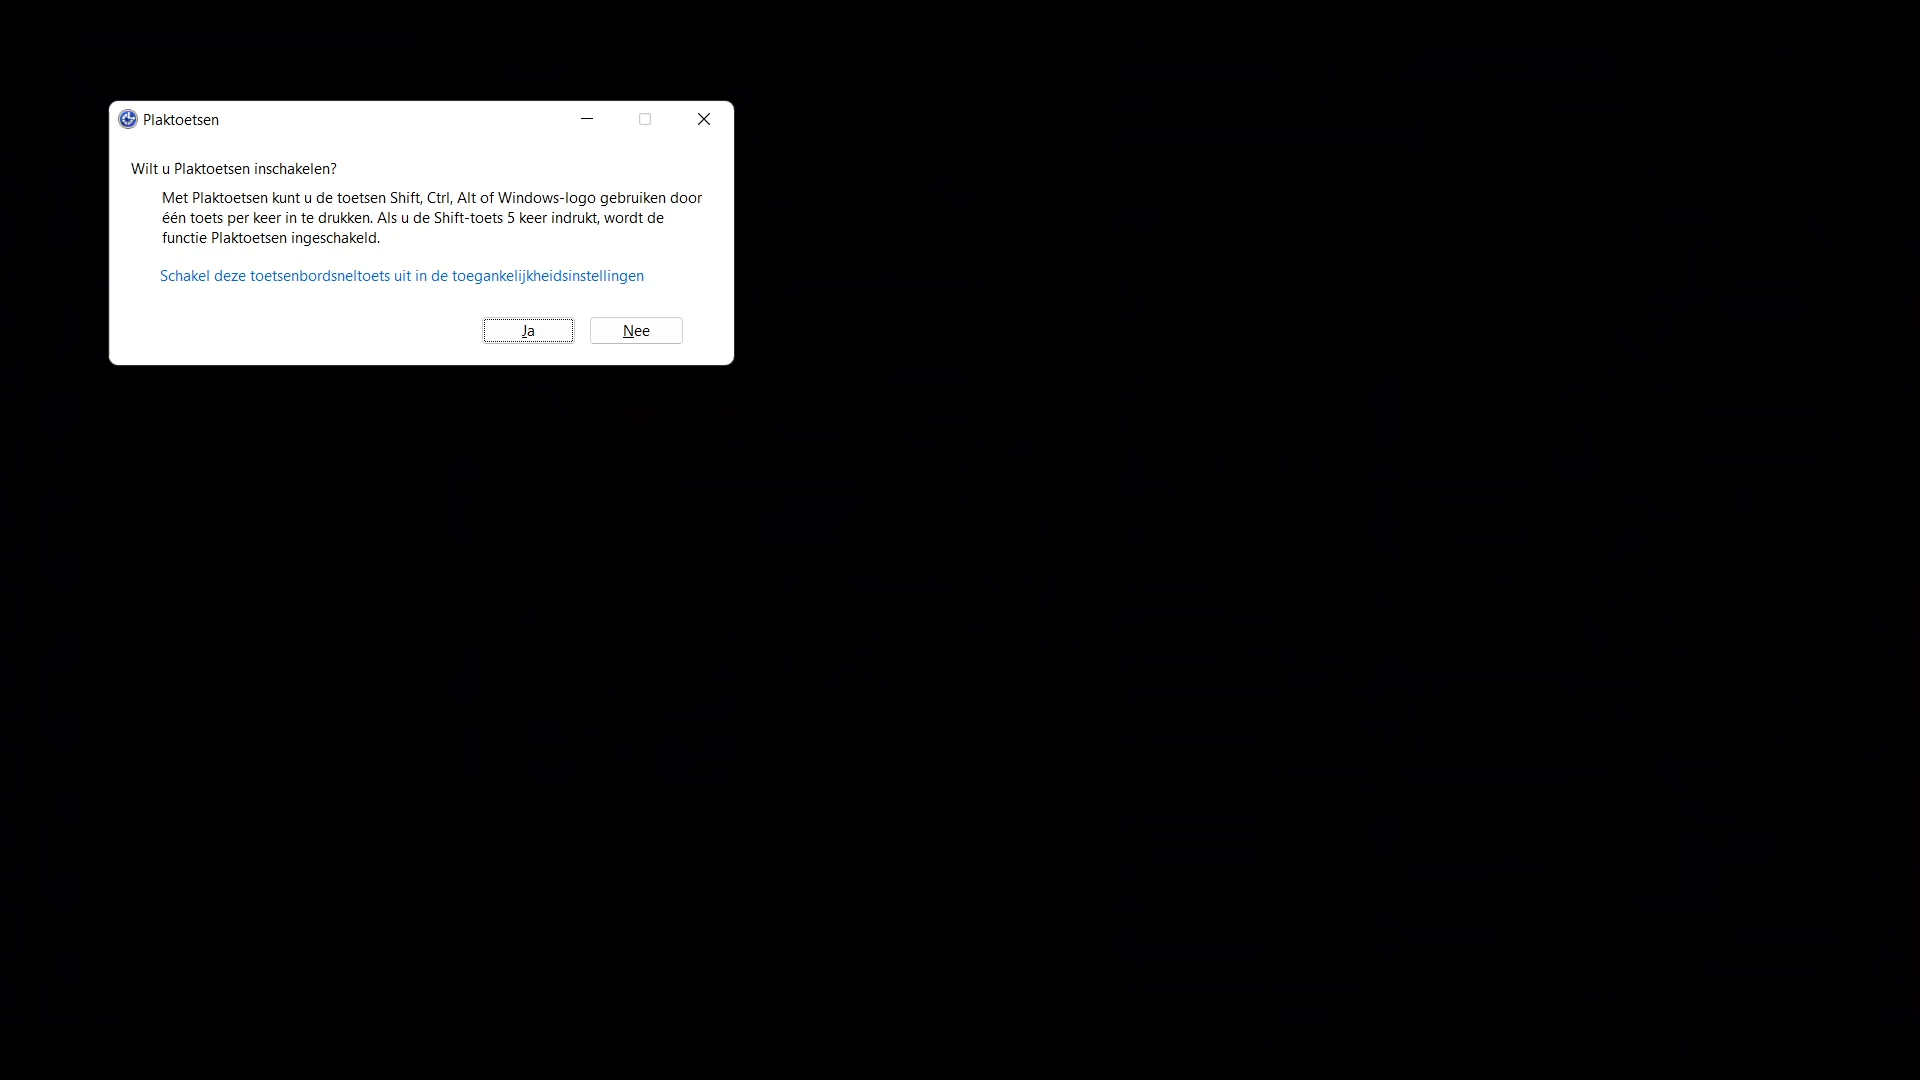 Plaktoetsen
Wilt u Plaktoetsen inschakelen?
Met Plaktoetsen kunt u de toetsen Shift, Ctrl, Alt of Windows-logo gebruiken door
één toets per keer in te drukken. Als u de Shift-toets 5 keer indrukt, wordt de
functie Plaktoetsen ingeschakeld.
Schakel deze toetsenbordsneltoets uit in de toegankelijkheidsinstellingen
Ja Nee